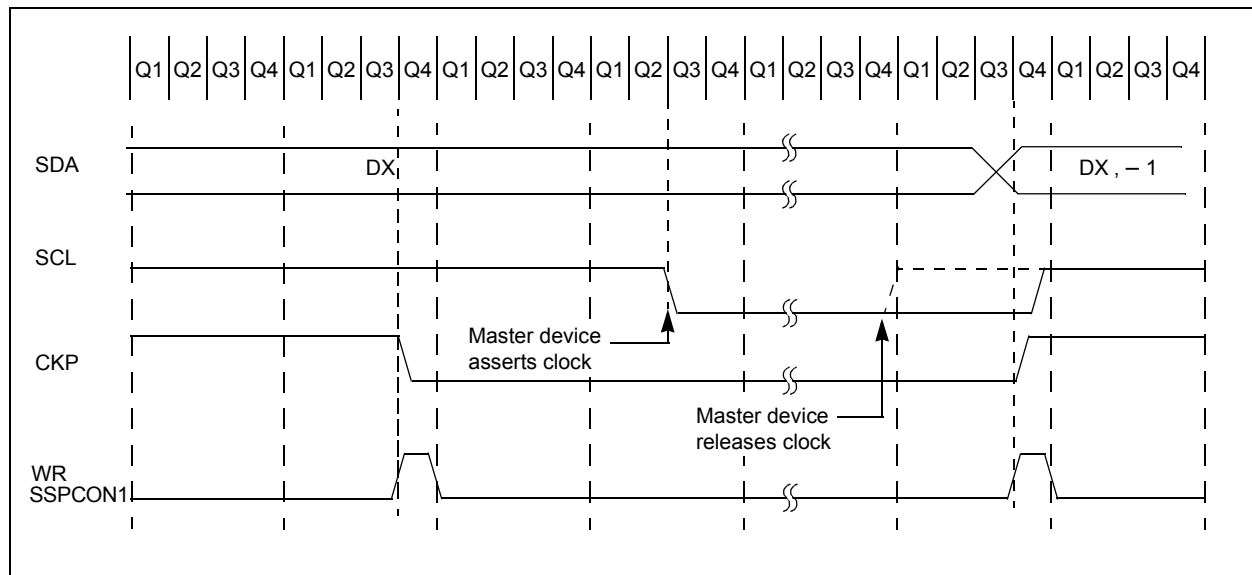 Q1 Q2 Q3 Q4 Q1 Q2 Q3 Q4 Q1 Q2 Q3 Q4 Q1 Q2 Q3 Q4 Q1 Q2 Q3 Q4 Q1 Q2 Q3 Q4 Q1 Q2 Q3 Q4
SDA
DX
DX , – 1
SCL
Master device
asserts clock
CKP
Master device
releases clock
WR
SSPCON1